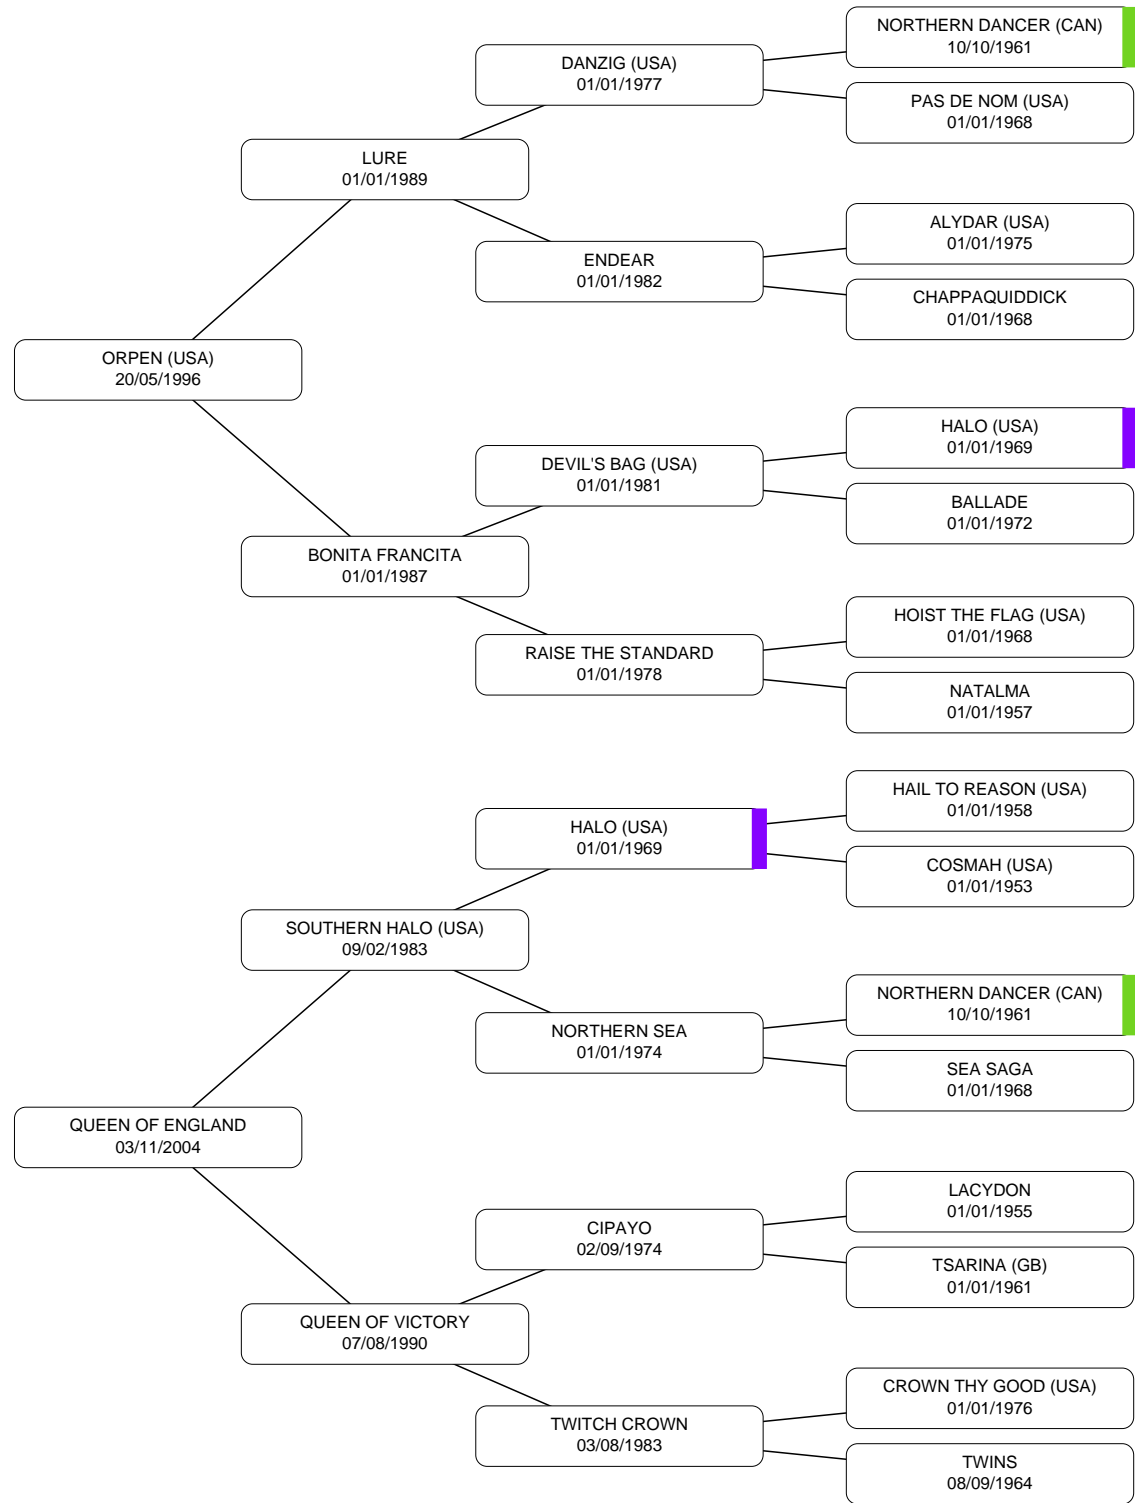 NORTHERN DANCER (CAN)
10/10/1961
DANZIG (USA)
01/01/1977
PAS DE NOM (USA)
01/01/1968
LURE
01/01/1989
ALYDAR (USA)
01/01/1975
ENDEAR
01/01/1982
CHAPPAQUIDDICK
01/01/1968
ORPEN (USA)
20/05/1996
HALO (USA)
01/01/1969
DEVIL'S BAG (USA)
01/01/1981
BALLADE
01/01/1972
BONITA FRANCITA
01/01/1987
HOIST THE FLAG (USA)
01/01/1968
RAISE THE STANDARD
01/01/1978
NATALMA
01/01/1957
HAIL TO REASON (USA)
01/01/1958
HALO (USA)
01/01/1969
COSMAH (USA)
01/01/1953
SOUTHERN HALO (USA)
09/02/1983
NORTHERN DANCER (CAN)
10/10/1961
NORTHERN SEA
01/01/1974
SEA SAGA
01/01/1968
QUEEN OF ENGLAND
03/11/2004
LACYDON
01/01/1955
CIPAYO
02/09/1974
TSARINA (GB)
01/01/1961
QUEEN OF VICTORY
07/08/1990
CROWN THY GOOD (USA)
01/01/1976
TWITCH CROWN
03/08/1983
TWINS
08/09/1964